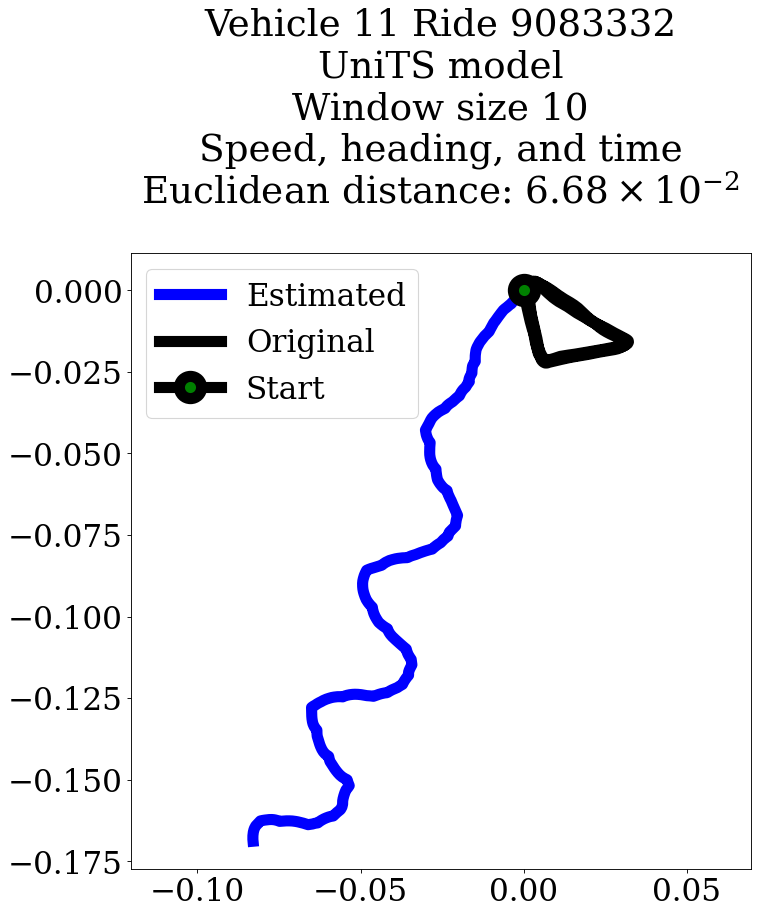 Vehicle 11 Ride 9083332
UniTS model
Window size 10
Speed, heading, and time
Euclidean distance: 6.68 × 10⁻²
Estimated
Original
Start
0.000
−0.025
−0.050
−0.075
−0.100
−0.125
−0.150
−0.175
−0.10 −0.05 0.00 0.05